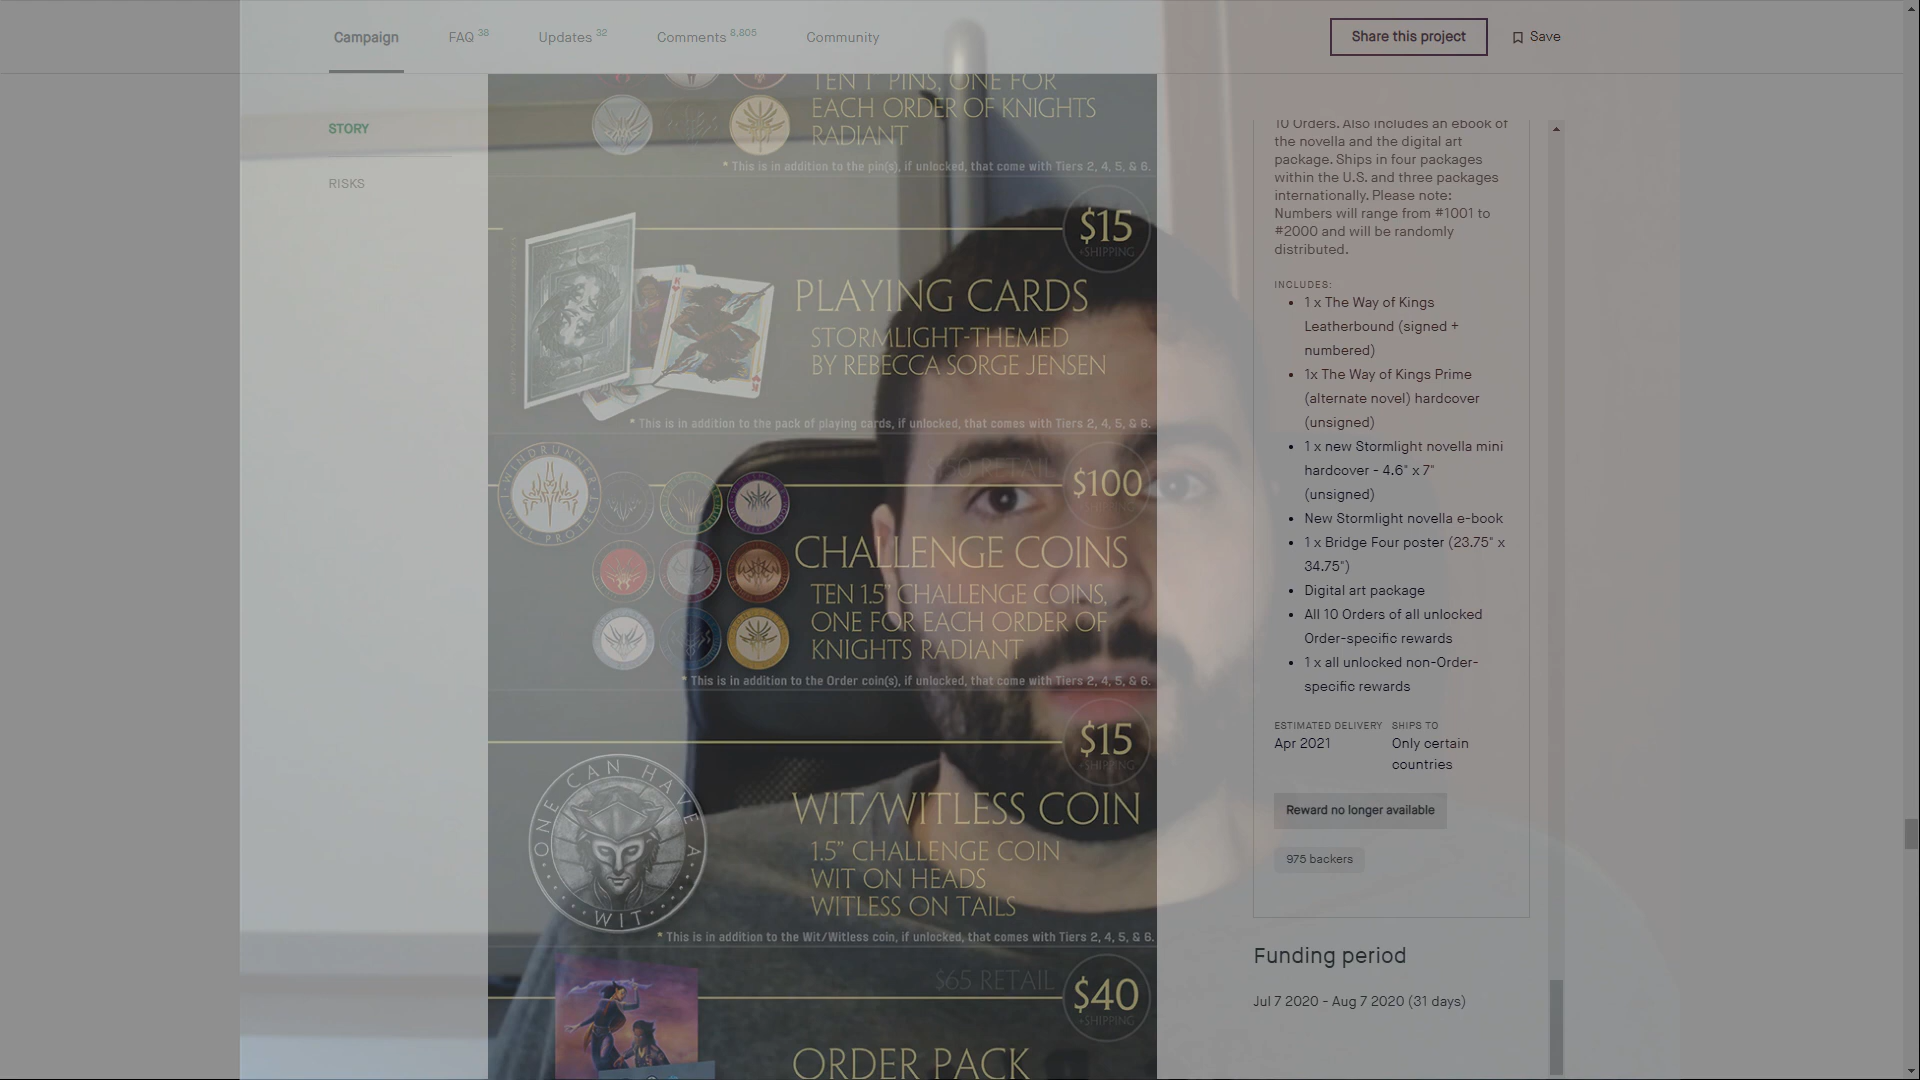 Campaign
FAQ 38
Updates 32
Comments 8,805
Community
Share this project
Save
STORY
RISKS
TEN 1" PINS, ONE FOR
EACH ORDER OF KNIGHTS
RADIANT
* This is in addition to the pin(s), if unlocked, that come with Tiers 2, 4, 5, & 6.
$15
+SHIPPING
PLAYING CARDS
STORMLIGHT-THEMED
BY REBECCA SORGE JENSEN
* This is in addition to the pack of playing cards, if unlocked, that comes with Tiers 2, 4, 5, & 6.
WINDRUNNER
I WILL PROTECT
$150 RETAIL
$100
+SHIPPING
CHALLENGE COINS
TEN 1.5" CHALLENGE COINS,
ONE FOR EACH ORDER OF
KNIGHTS RADIANT
* This is in addition to the Order coin(s), if unlocked, that come with Tiers 2, 4, 5, & 6.
$15
+SHIPPING
ONE CAN HAVE A
WIT
WIT/WITLESS COIN
1.5" CHALLENGE COIN
WIT ON HEADS
WITLESS ON TAILS
* This is in addition to the Wit/Witless coin, if unlocked, that comes with Tiers 2, 4, 5, & 6.
$65 RETAIL
$40
+SHIPPING
ORDER PACK
10 Orders. Also includes an ebook of
the novella and the digital art
package. Ships in four packages
within the U.S. and three packages
internationally. Please note:
Numbers will range from #1001 to
#2000 and will be randomly
distributed.
INCLUDES:
• 1 x The Way of Kings
Leatherbound (signed +
numbered)
• 1x The Way of Kings Prime
(alternate novel) hardcover
(unsigned)
• 1 x new Stormlight novella mini
hardcover - 4.6" x 7"
(unsigned)
• New Stormlight novella e-book
• 1 x Bridge Four poster (23.75" x
34.75")
• Digital art package
• All 10 Orders of all unlocked
Order-specific rewards
• 1 x all unlocked non-Order-
specific rewards
ESTIMATED DELIVERY
Apr 2021
SHIPS TO
Only certain
countries
Reward no longer available
975 backers
Funding period
Jul 7 2020 - Aug 7 2020 (31 days)